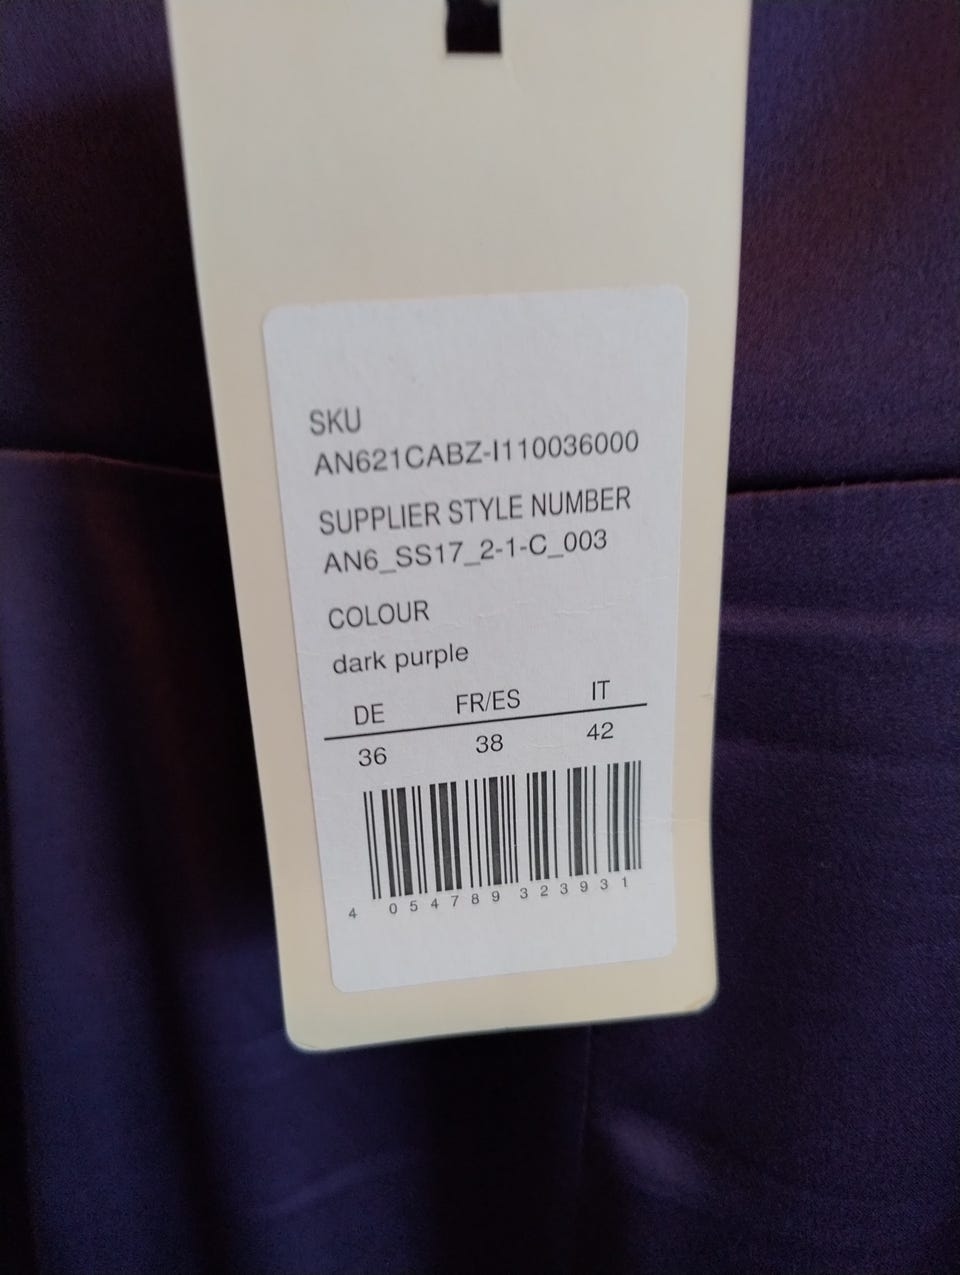 SKU
AN621CABZ-I110036000
SUPPLIER STYLE NUMBER
AN6_SS17_2-1-C_003
COLOUR
dark purple
DE FR/ES IT
36 38 42
4 054789 323931